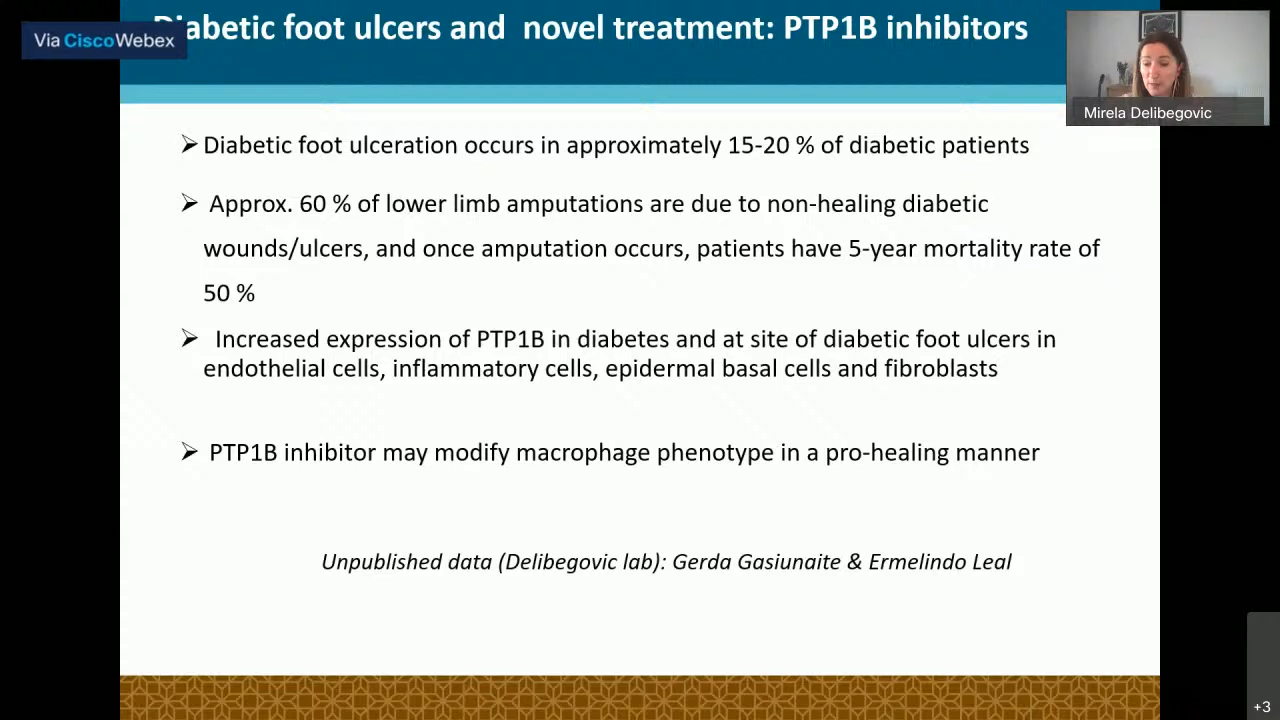 Diabetic foot ulcers and novel treatment: PTP1B inhibitors
Via CiscoWebex
Mirela Delibegovic
➢ Diabetic foot ulceration occurs in approximately 15-20 % of diabetic patients
➢ Approx. 60 % of lower limb amputations are due to non-healing diabetic
wounds/ulcers, and once amputation occurs, patients have 5-year mortality rate of
50 %
➢ Increased expression of PTP1B in diabetes and at site of diabetic foot ulcers in
endothelial cells, inflammatory cells, epidermal basal cells and fibroblasts
➢ PTP1B inhibitor may modify macrophage phenotype in a pro-healing manner
Unpublished data (Delibegovic lab): Gerda Gasiunaite & Ermelindo Leal
+3